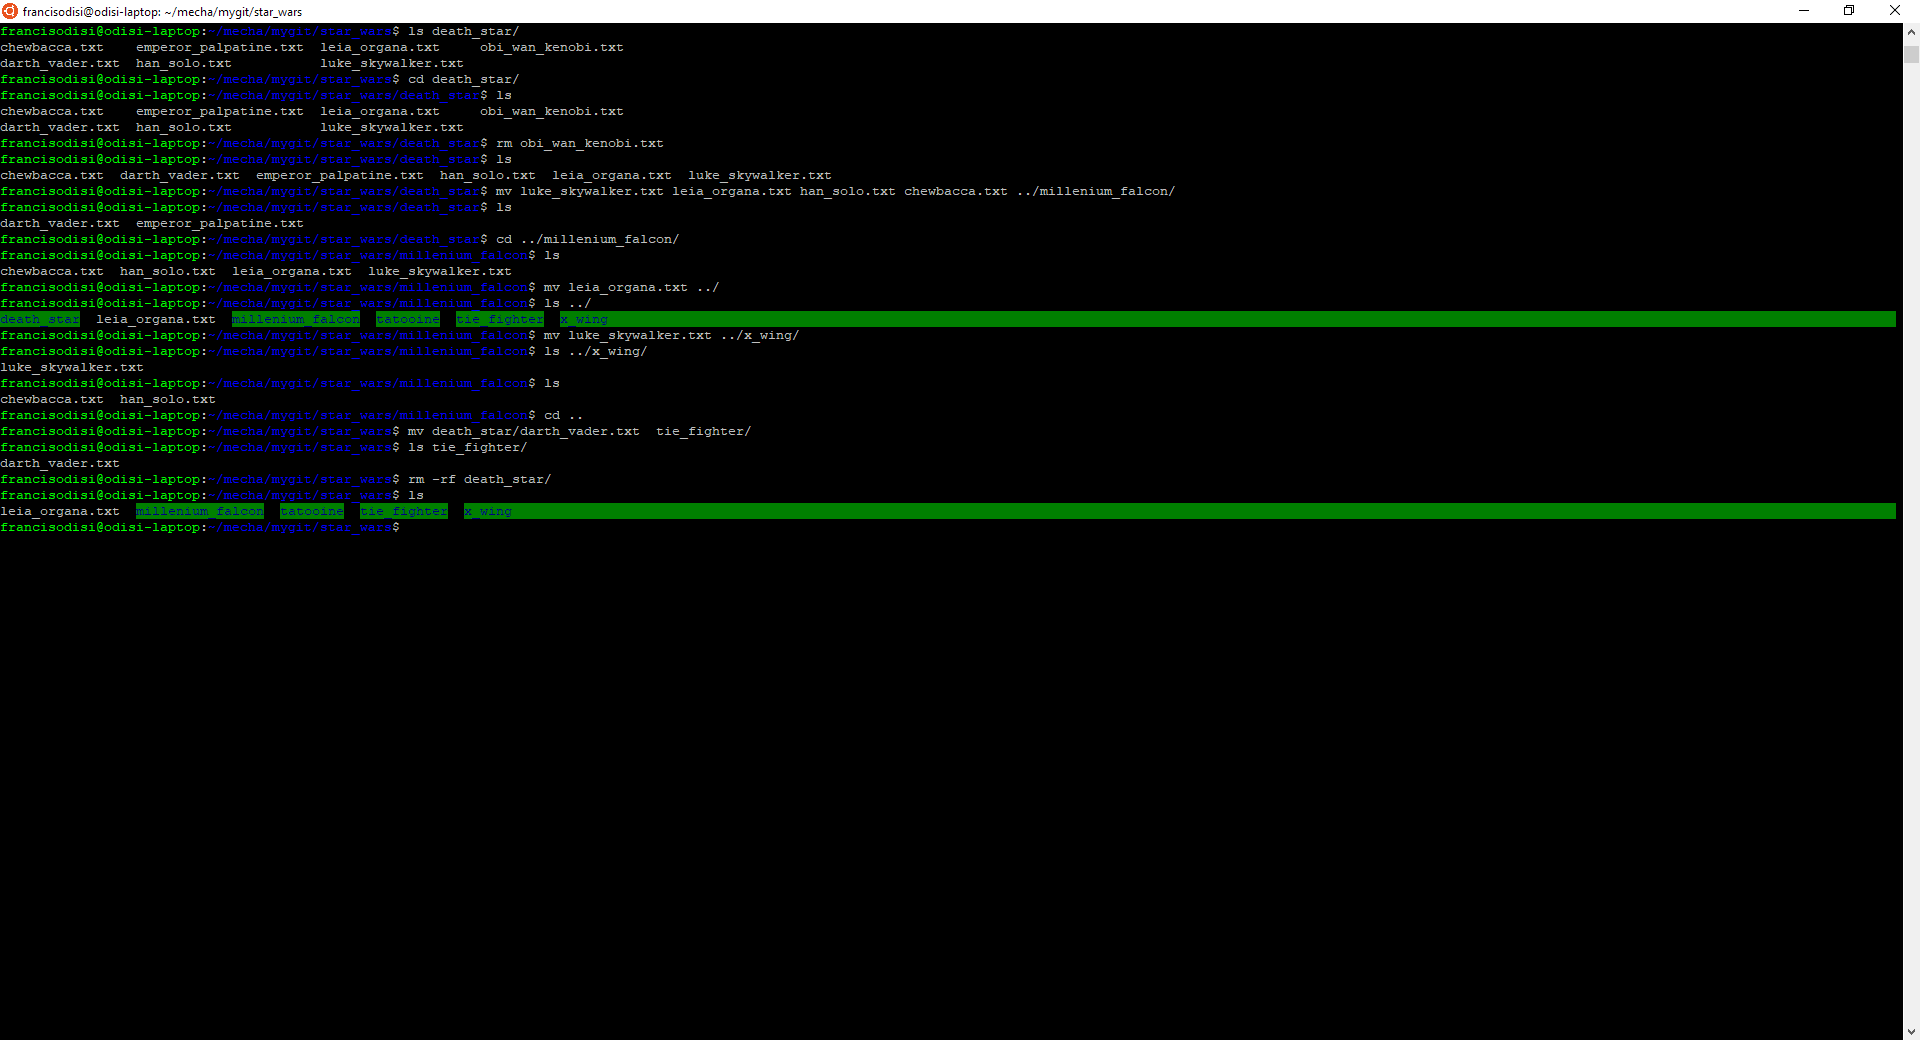 francisodisi@odisi-laptop: ~/mecha/mygit/star_wars
francisodisi@odisi-laptop:~/mecha/mygit/star_wars$ ls death_star/
chewbacca.txt    emperor_palpatine.txt  leia_organa.txt     obi_wan_kenobi.txt
darth_vader.txt  han_solo.txt           luke_skywalker.txt
francisodisi@odisi-laptop:~/mecha/mygit/star_wars$ cd death_star/
francisodisi@odisi-laptop:~/mecha/mygit/star_wars/death_star$ ls
chewbacca.txt    emperor_palpatine.txt  leia_organa.txt     obi_wan_kenobi.txt
darth_vader.txt  han_solo.txt           luke_skywalker.txt
francisodisi@odisi-laptop:~/mecha/mygit/star_wars/death_star$ rm obi_wan_kenobi.txt
francisodisi@odisi-laptop:~/mecha/mygit/star_wars/death_star$ ls
chewbacca.txt  darth_vader.txt  emperor_palpatine.txt  han_solo.txt  leia_organa.txt  luke_skywalker.txt
francisodisi@odisi-laptop:~/mecha/mygit/star_wars/death_star$ mv luke_skywalker.txt leia_organa.txt han_solo.txt chewbacca.txt ../millenium_falcon/
francisodisi@odisi-laptop:~/mecha/mygit/star_wars/death_star$ ls
darth_vader.txt  emperor_palpatine.txt
francisodisi@odisi-laptop:~/mecha/mygit/star_wars/death_star$ cd ../millenium_falcon/
francisodisi@odisi-laptop:~/mecha/mygit/star_wars/millenium_falcon$ ls
chewbacca.txt  han_solo.txt  leia_organa.txt  luke_skywalker.txt
francisodisi@odisi-laptop:~/mecha/mygit/star_wars/millenium_falcon$ mv leia_organa.txt ../
francisodisi@odisi-laptop:~/mecha/mygit/star_wars/millenium_falcon$ ls ../
death_star  leia_organa.txt  millenium_falcon  tatooine  tie_fighter  x_wing
francisodisi@odisi-laptop:~/mecha/mygit/star_wars/millenium_falcon$ mv luke_skywalker.txt ../x_wing/
francisodisi@odisi-laptop:~/mecha/mygit/star_wars/millenium_falcon$ ls ../x_wing/
luke_skywalker.txt
francisodisi@odisi-laptop:~/mecha/mygit/star_wars/millenium_falcon$ ls
chewbacca.txt  han_solo.txt
francisodisi@odisi-laptop:~/mecha/mygit/star_wars/millenium_falcon$ cd ..
francisodisi@odisi-laptop:~/mecha/mygit/star_wars$ mv death_star/darth_vader.txt  tie_fighter/
francisodisi@odisi-laptop:~/mecha/mygit/star_wars$ ls tie_fighter/
darth_vader.txt
francisodisi@odisi-laptop:~/mecha/mygit/star_wars$ rm -rf death_star/
francisodisi@odisi-laptop:~/mecha/mygit/star_wars$ ls
leia_organa.txt  millenium_falcon  tatooine  tie_fighter  x_wing
francisodisi@odisi-laptop:~/mecha/mygit/star_wars$